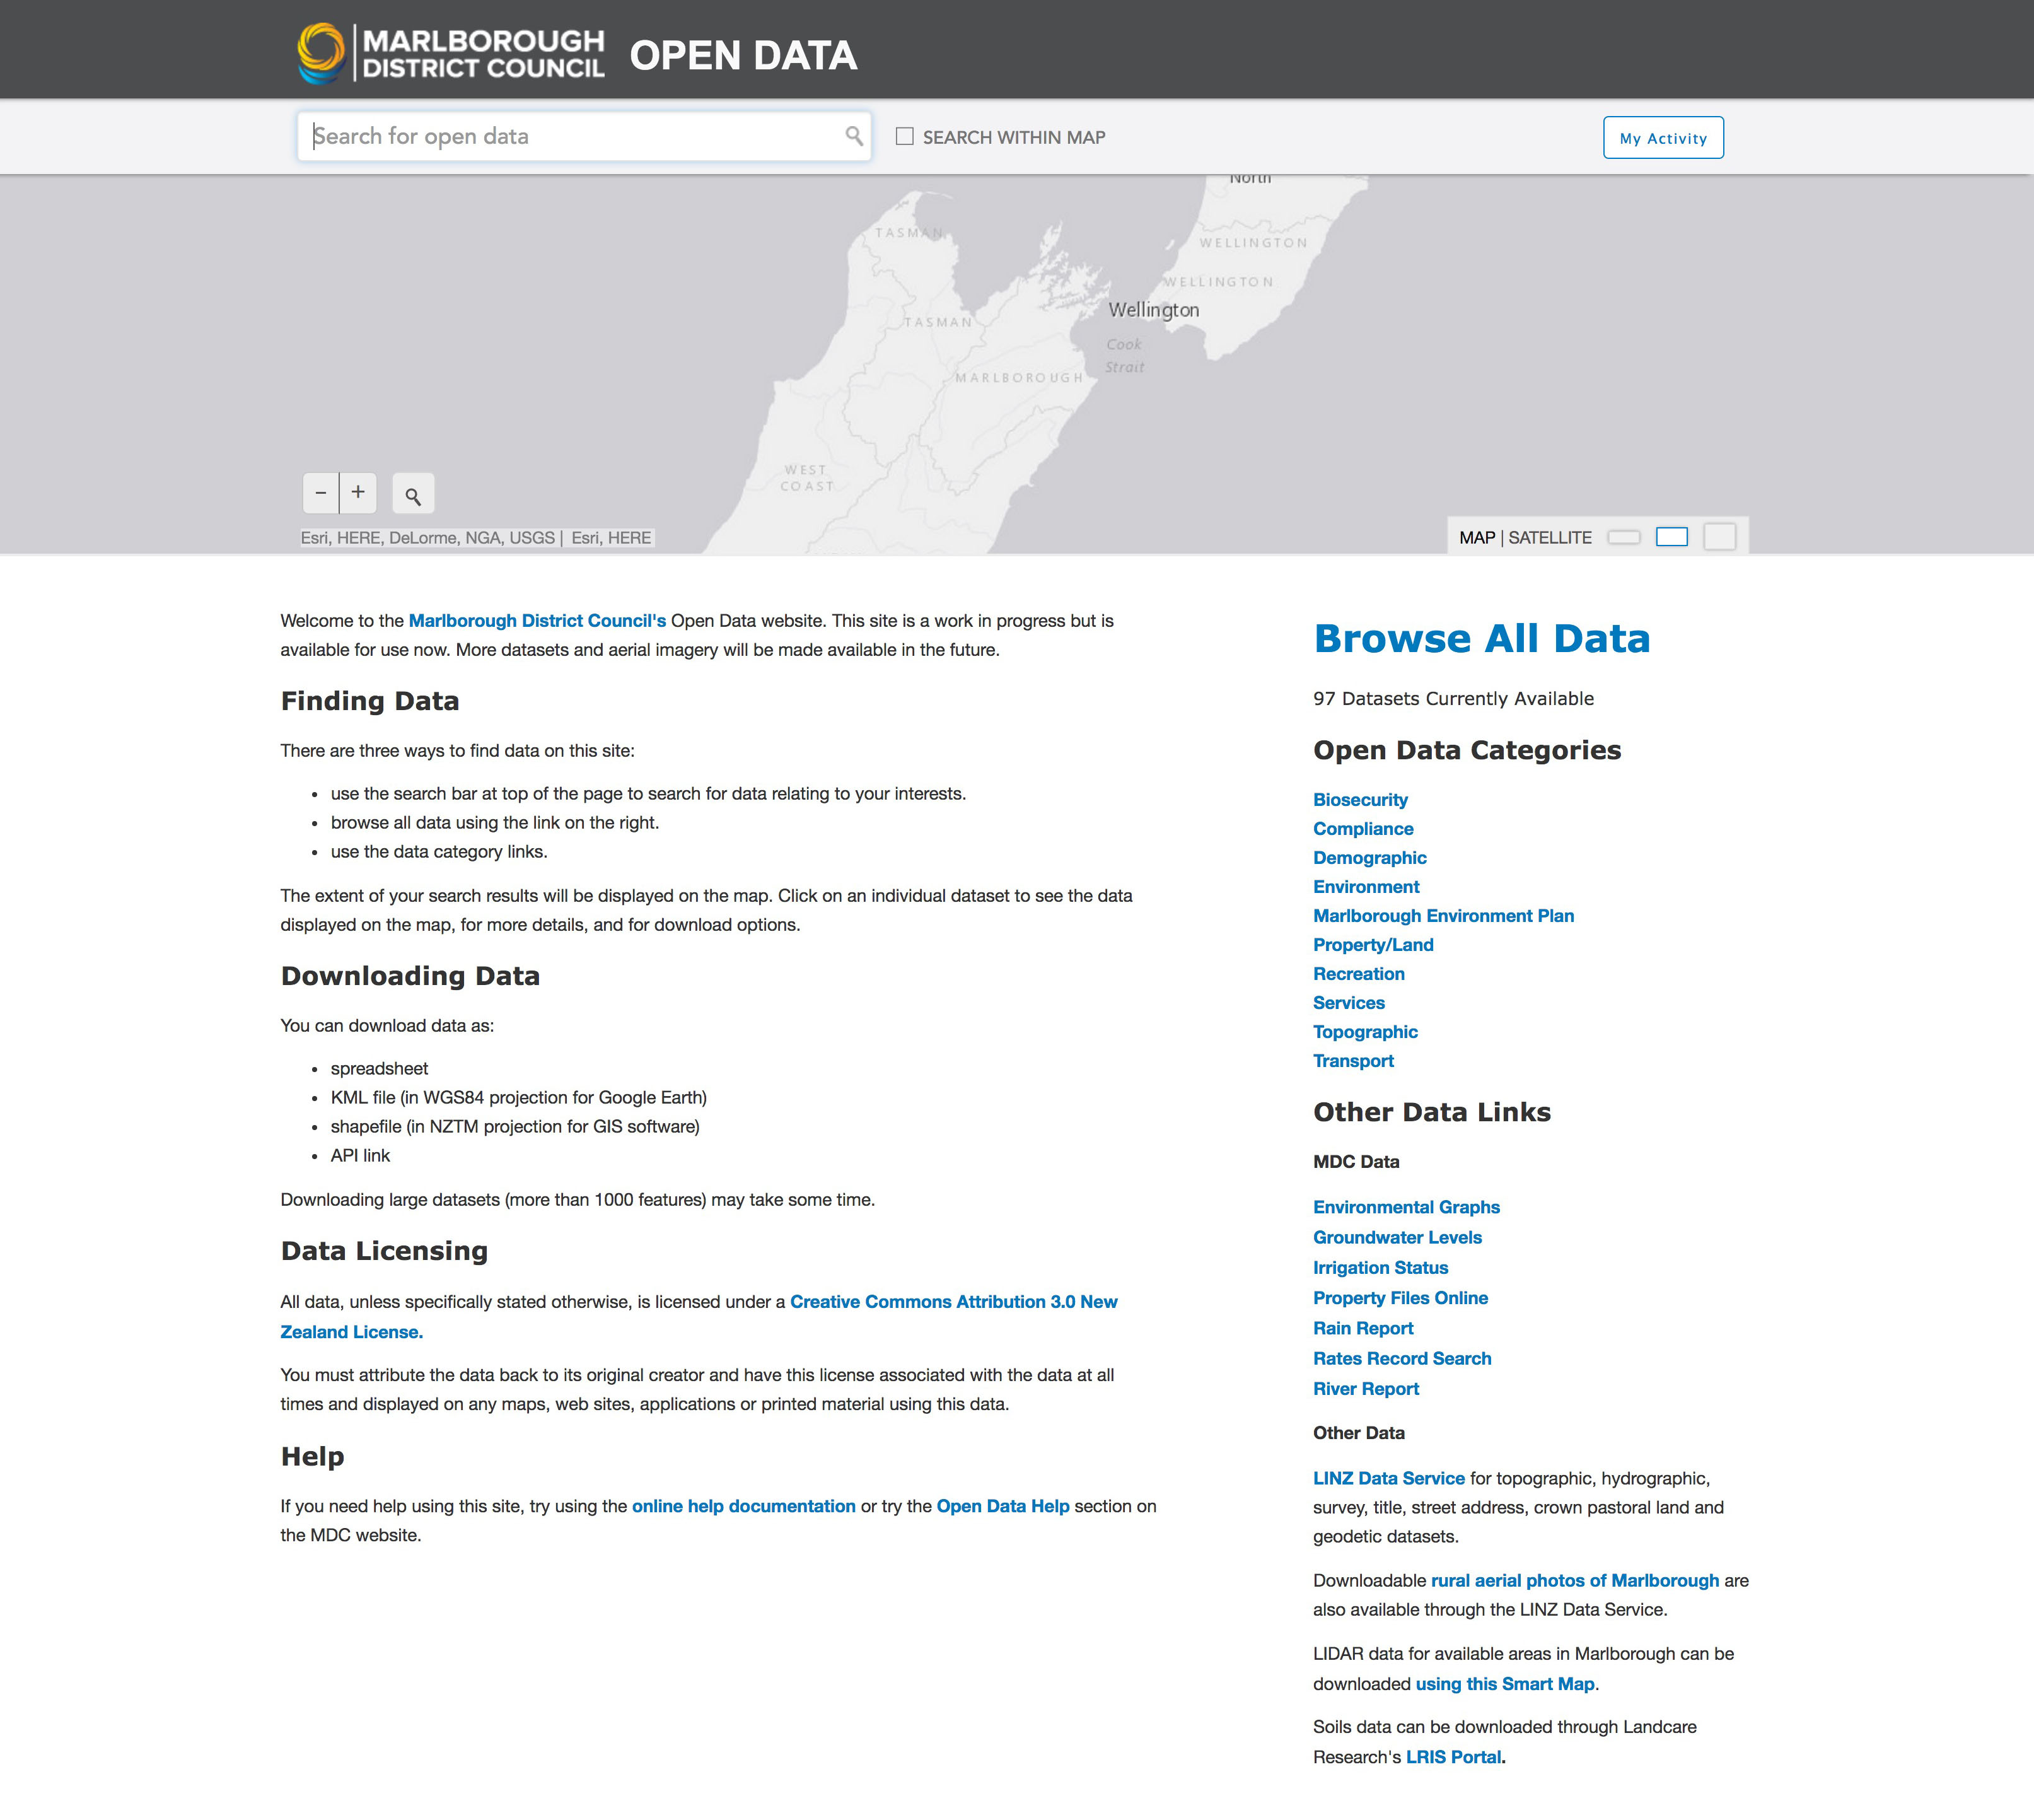 MARLBOROUGH
DISTRICT COUNCIL
OPEN DATA
Search for open data
SEARCH WITHIN MAP
My Activity
North
TASMAN
WELLINGTON
WELLINGTON
Wellington
TASMAN
Cook
Strait
MARLBOROUGH
WEST
COAST
− +
Esri, HERE, DeLorme, NGA, USGS | Esri, HERE
MAP | SATELLITE
Welcome to the Marlborough District Council's Open Data website. This site is a work in progress but is
available for use now. More datasets and aerial imagery will be made available in the future.
Finding Data
There are three ways to find data on this site:
• use the search bar at top of the page to search for data relating to your interests.
• browse all data using the link on the right.
• use the data category links.
The extent of your search results will be displayed on the map. Click on an individual dataset to see the data
displayed on the map, for more details, and for download options.
Downloading Data
You can download data as:
• spreadsheet
• KML file (in WGS84 projection for Google Earth)
• shapefile (in NZTM projection for GIS software)
• API link
Downloading large datasets (more than 1000 features) may take some time.
Data Licensing
All data, unless specifically stated otherwise, is licensed under a Creative Commons Attribution 3.0 New
Zealand License.
You must attribute the data back to its original creator and have this license associated with the data at all
times and displayed on any maps, web sites, applications or printed material using this data.
Help
If you need help using this site, try using the online help documentation or try the Open Data Help section on
the MDC website.
Browse All Data
97 Datasets Currently Available
Open Data Categories
Biosecurity
Compliance
Demographic
Environment
Marlborough Environment Plan
Property/Land
Recreation
Services
Topographic
Transport
Other Data Links
MDC Data
Environmental Graphs
Groundwater Levels
Irrigation Status
Property Files Online
Rain Report
Rates Record Search
River Report
Other Data
LINZ Data Service for topographic, hydrographic,
survey, title, street address, crown pastoral land and
geodetic datasets.
Downloadable rural aerial photos of Marlborough are
also available through the LINZ Data Service.
LIDAR data for available areas in Marlborough can be
downloaded using this Smart Map.
Soils data can be downloaded through Landcare
Research's LRIS Portal.